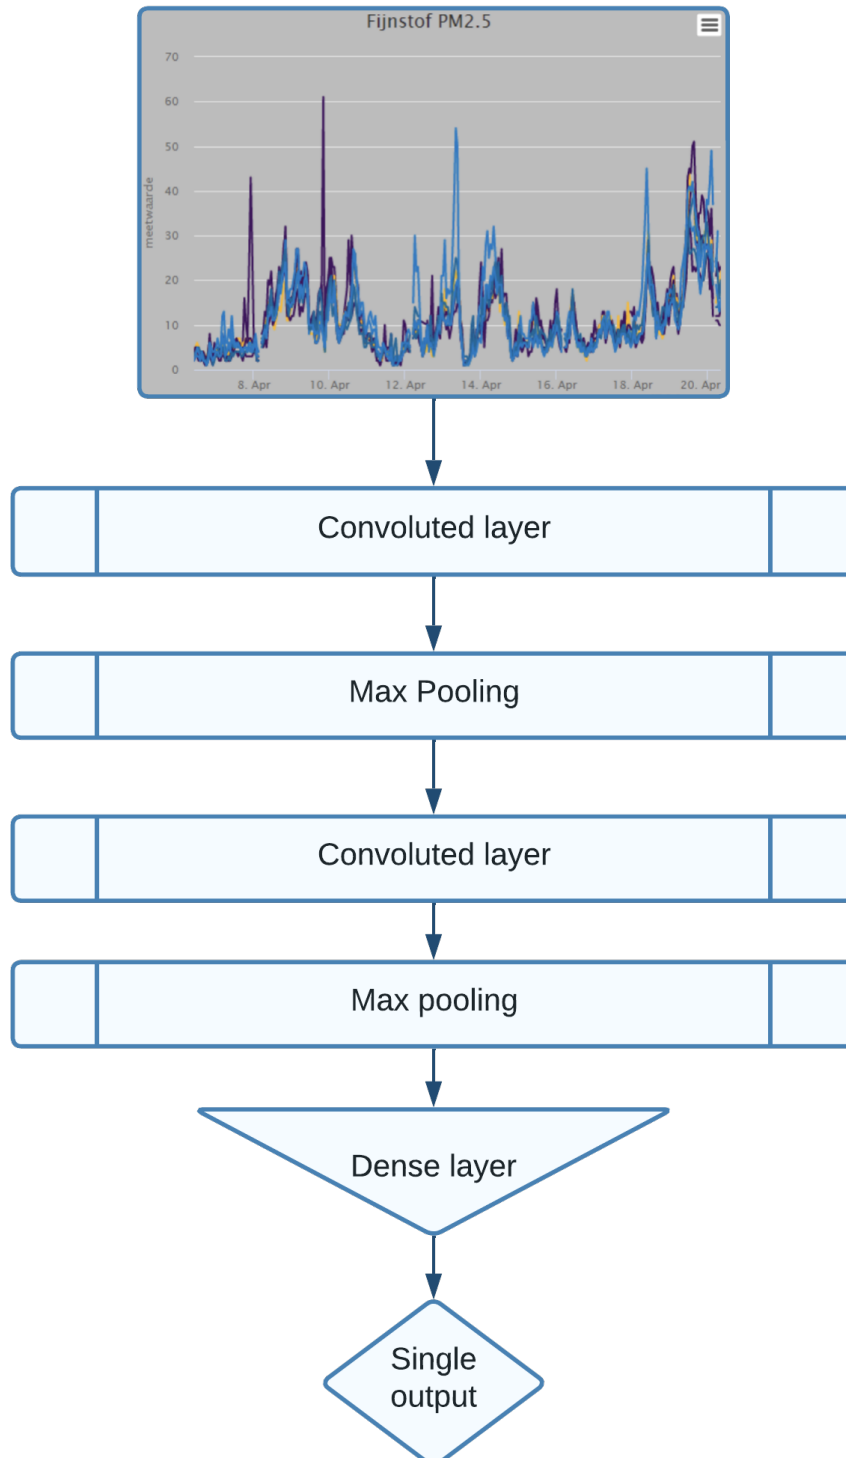 Fijnstof PM2.5
70
60
50
40
30
20
10
0
meetwaarde
8. Apr 10. Apr 12. Apr 14. Apr 16. Apr 18. Apr 20. Apr
Convoluted layer
Max Pooling
Convoluted layer
Max pooling
Dense layer
Single
output